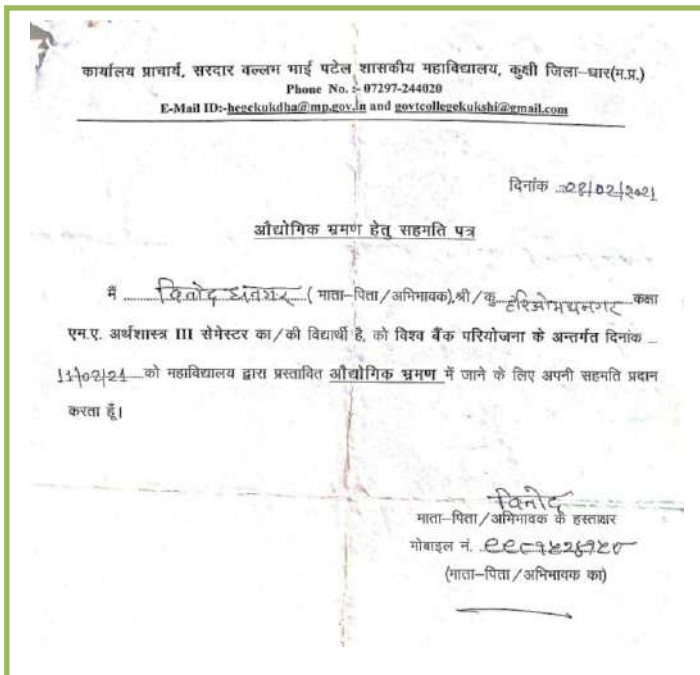 कार्यालय प्राचार्य, सरदार वल्लभ भाई पटेल शासकीय महाविद्यालय, कुक्षी जिला–धार(म.प्र.)
Phone No. :- 07297-244020
E-Mail ID:-hegckukdha@mp.gov.in and govtcollegekukshi@gmail.com
दिनांक ..28/02/2021
औद्योगिक भ्रमण हेतु सहमति पत्र
मैं ......विनोद धनगर......( माता–पिता/अभिभावक),श्री/कु...... कक्षा
एम.ए. अर्थशास्त्र III सेमेस्टर का/की विद्यार्थी है, को विश्व बैंक परियोजना के अन्तर्गत दिनांक ...
11/02/21....को महाविद्यालय द्वारा प्रस्तावित औद्योगिक भ्रमण में जाने के लिए अपनी सहमति प्रदान
करता हूँ।
विनोद
माता–पिता/अभिभावक के हस्ताक्षर
मोबाइल नं. 
(माता–पिता/अभिभावक का)